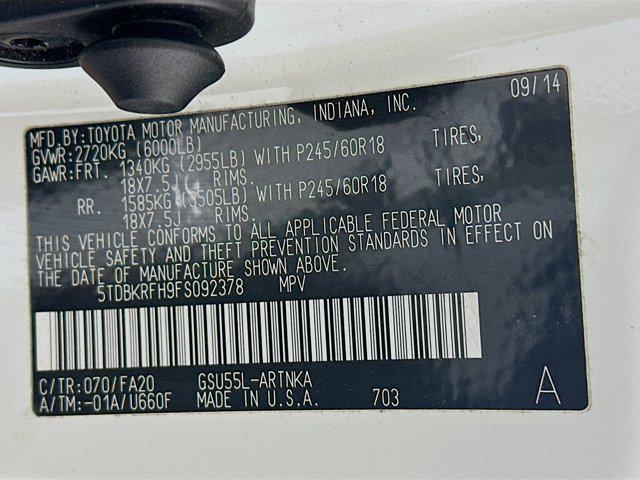 09/14
MFD.BY:TOYOTA MOTOR MANUFACTURING, INDIANA, INC.
GVWR:2720KG (6000LB)
GAWR:FRT. 1340KG (2955LB) WITH P245/60R18 TIRES,
18X7.5J RIMS.
RR. 1585KG (3505LB) WITH P245/60R18 TIRES,
18X7.5J RIMS.
THIS VEHICLE CONFORMS TO ALL APPLICABLE FEDERAL MOTOR
VEHICLE SAFETY AND THEFT PREVENTION STANDARDS IN EFFECT ON
THE DATE OF MANUFACTURE SHOWN ABOVE.
5TDBKRFH9FS092378 MPV
C/TR:070/FA20 GSU55L-ARTNKA
A/TM:-01A/U660F MADE IN U.S.A. 703 A